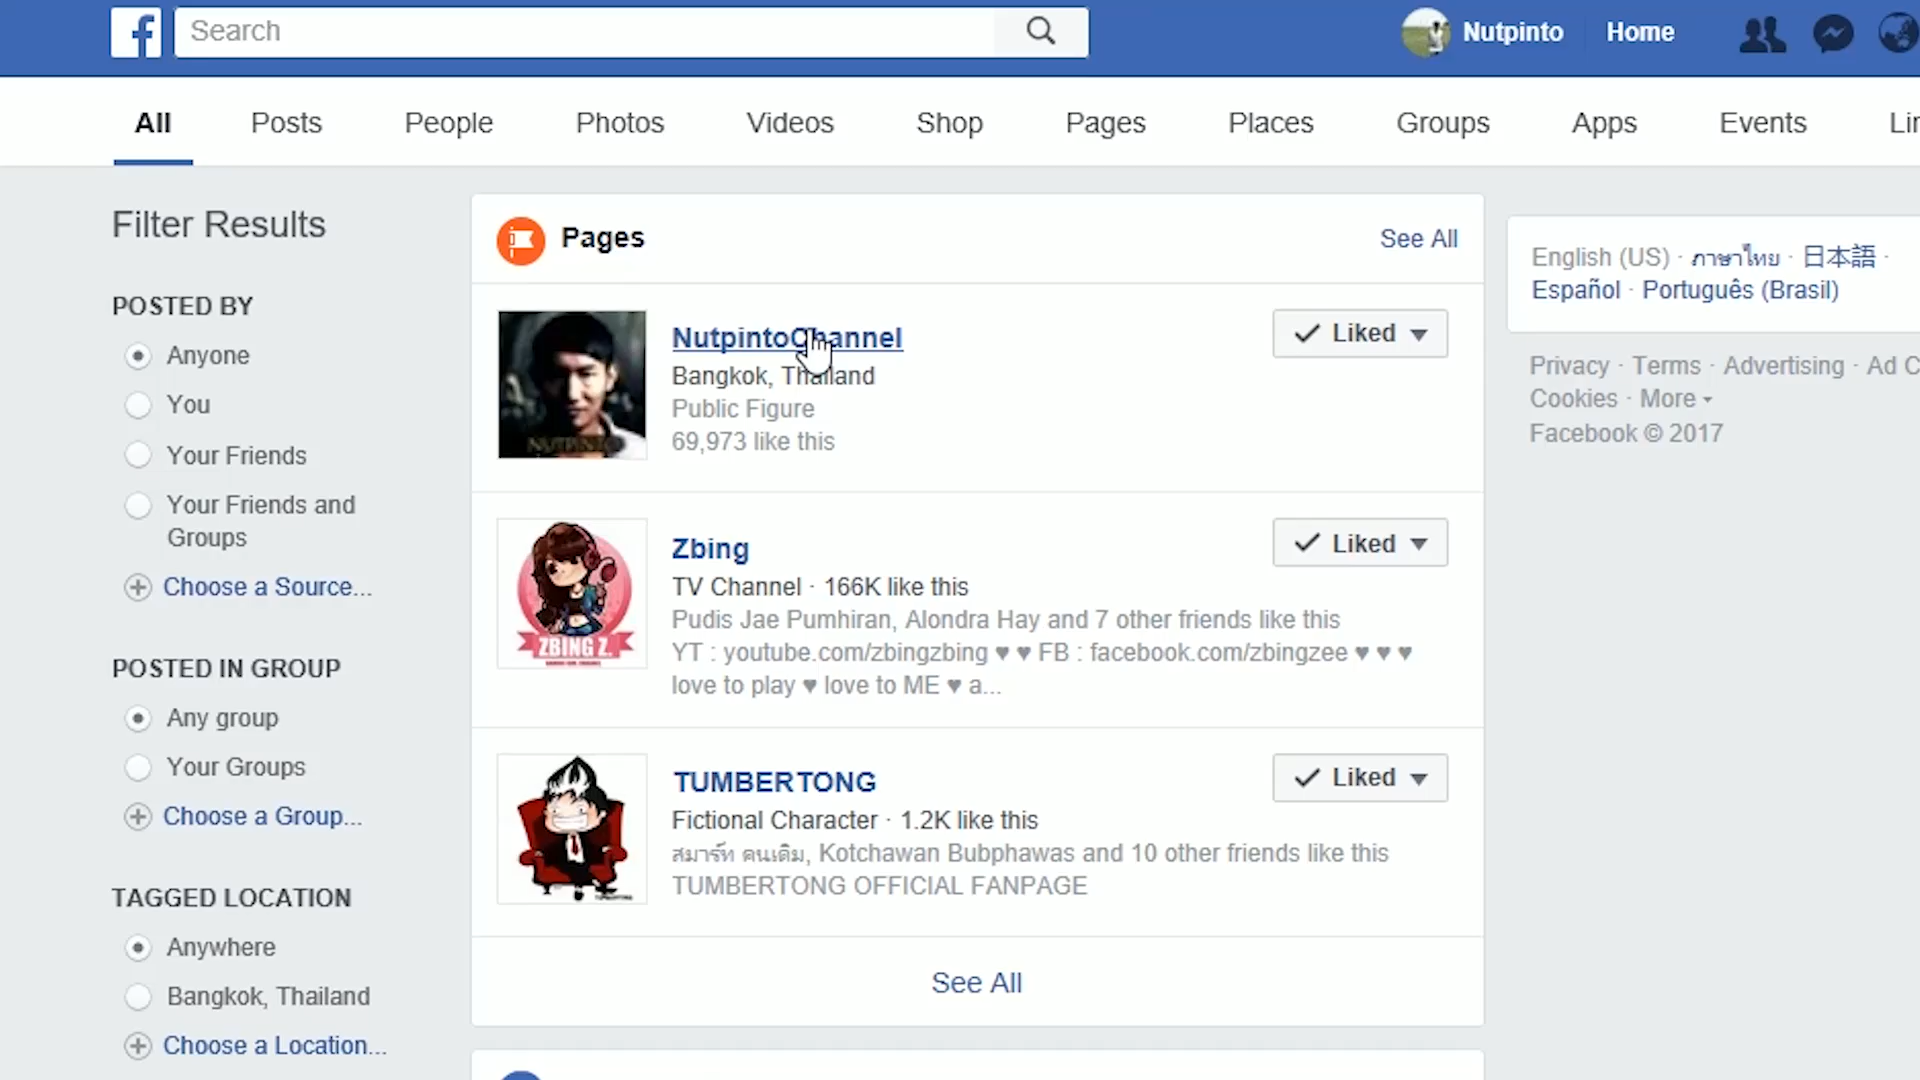 Search
Nutpinto
Home
All
Posts
People
Photos
Videos
Shop
Pages
Places
Groups
Apps
Events
Filter Results
POSTED BY
Anyone
You
Your Friends
Your Friends and
Groups
Choose a Source...
POSTED IN GROUP
Any group
Your Groups
Choose a Group...
TAGGED LOCATION
Anywhere
Bangkok, Thailand
Choose a Location...
Pages
See All
NUTPINTO
NutpintoChannel
Bangkok, Thailand
Public Figure
69,973 like this
Liked
ZBING Z.
Zbing
TV Channel · 166K like this
Pudis Jae Pumhiran, Alondra Hay and 7 other friends like this
YT : youtube.com/zbingzbing ♥ ♥ FB : facebook.com/zbingzee ♥ ♥ ♥
love to play ♥ love to ME ♥ a...
Liked
TUMBERTONG
Fictional Character · 1.2K like this
สมาร์ท คนเดิม, Kotchawan Bubphawas and 10 other friends like this
TUMBERTONG OFFICIAL FANPAGE
Liked
See All
English (US) · ภาษาไทย · 日本語 ·
Español · Português (Brasil)
Privacy · Terms · Advertising · Ad C
Cookies · More
Facebook © 2017